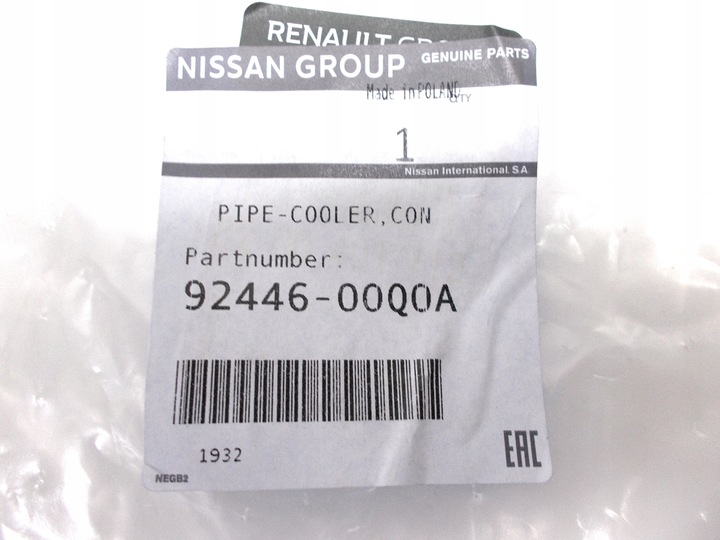 RENAULT GRO
NISSAN GROUP
GENUINE PARTS
Made in POLAND
QTY
1
Nissan International. SA
PIPE-COOLER,CON
Partnumber:
92446-00Q0A
1932
EAC
NEGB2